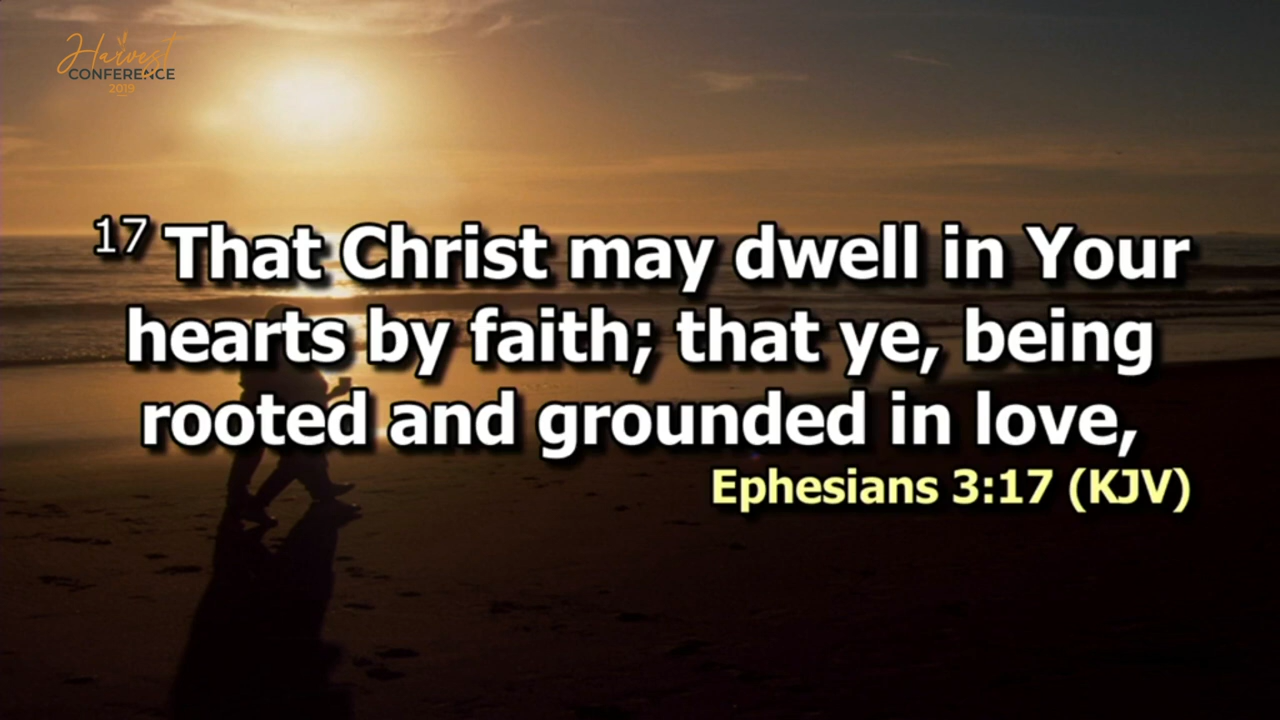 Harvest
CONFERENCE
2019
17 That Christ may dwell in Your
hearts by faith; that ye, being
rooted and grounded in love,
Ephesians 3:17 (KJV)